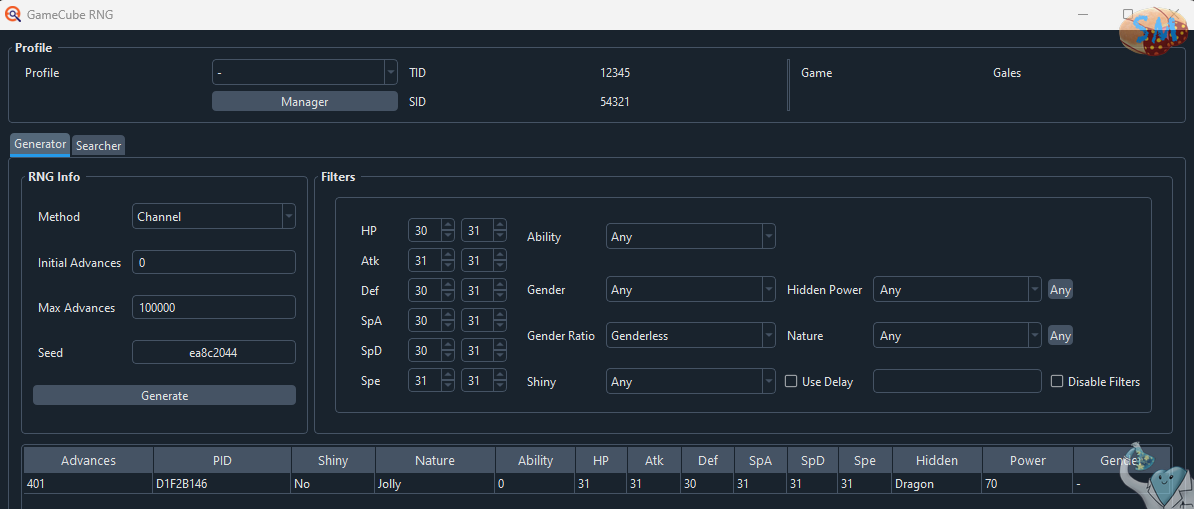 GameCube RNG
SM
Profile
Profile - TID 12345 Game Gales
Manager SID 54321
Generator Searcher
RNG Info
Method Channel
Initial Advances 0
Max Advances 100000
Seed ea8c2044
Generate
Filters
HP 30 31 Ability Any
Atk 31 31
Def 30 31 Gender Any Hidden Power Any Any
SpA 30 31
Gender Ratio Genderless Nature Any Any
SpD 30 31
Spe 31 31 Shiny Any Use Delay Disable Filters
Advances PID Shiny Nature Ability HP Atk Def SpA SpD Spe Hidden Power Gender
401 D1F2B146 No Jolly 0 31 31 30 31 31 31 Dragon 70 -